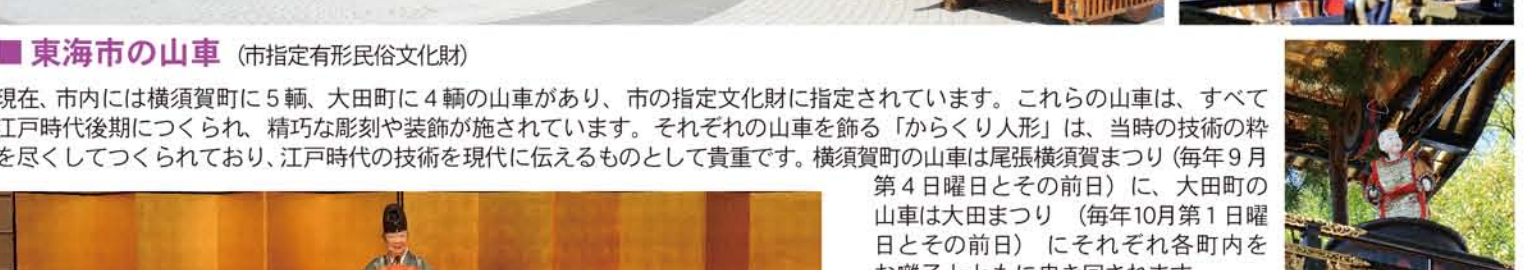 ■ 東海市の山車 (市指定有形民俗文化財)
現在、市内には横須賀町に5輌、大田町に4輌の山車があり、市の指定文化財に指定されています。これらの山車は、すべて
江戸時代後期につくられ、精巧な彫刻や装飾が施されています。それぞれの山車を飾る「からくり人形」は、当時の技術の粋
を尽くしてつくられており、江戸時代の技術を現代に伝えるものとして貴重です。横須賀町の山車は尾張横須賀まつり(毎年9月
第4日曜日とその前日)に、大田町の
山車は大田まつり (毎年10月第1日曜
日とその前日) にそれぞれ各町内を